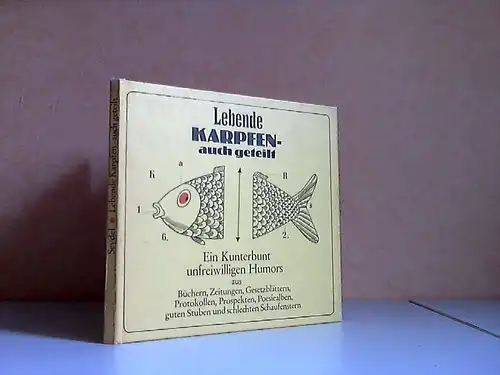 Seydel * Lebende Karpfen - auch geteilt
Lebende
KARPFEN-
auch geteilt
a
K R
1 s
6. 2.
Ein Kunterbunt
unfreiwilligen Humors
aus
Büchern, Zeitungen, Gesetzblättern,
Protokollen, Prospekten, Poesiealben,
guten Stuben und schlechten Schaufenstern